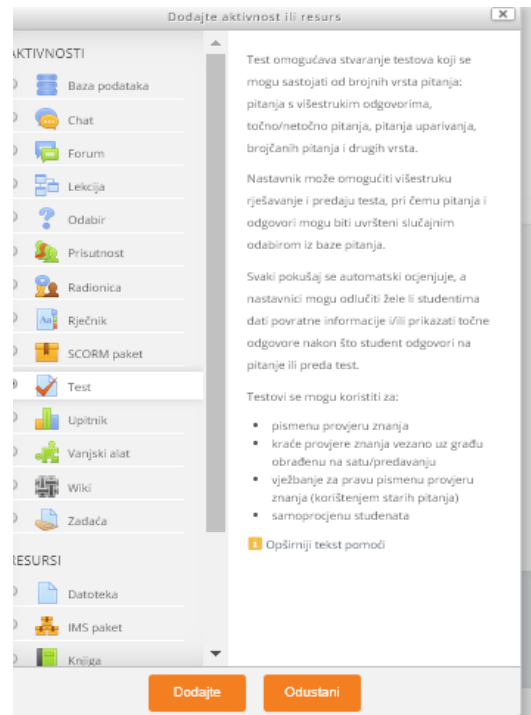 Dodajte aktivnost ili resurs
AKTIVNOSTI
Baza podataka
Chat
Forum
Lekcija
Odabir
Prisutnost
Radionica
Rječnik
SCORM paket
Test
Upitnik
Vanjski alat
Wiki
Zadaća
RESURSI
Datoteka
IMS paket
Knjiga
Test omogućava stvaranje testova koji se
mogu sastojati od brojnih vrsta pitanja:
pitanja s višestrukim odgovorima,
točno/netočno pitanja, pitanja uparivanja,
brojčanih pitanja i drugih vrsta.
Nastavnik može omogućiti višestruku
rješavanje i predaju testa, pri čemu pitanja i
odgovori mogu biti uvršteni slučajnim
odabirom iz baze pitanja.
Svaki pokušaj se automatski ocjenjuje, a
nastavnici mogu odlučiti žele li studentima
dati povratne informacije i/ili prikazati točne
odgovore nakon što student odgovori na
pitanje ili preda test.
Testovi se mogu koristiti za:
pismenu provjeru znanja
kraće provjere znanja vezano uz građu
obrađenu na satu/predavanju
vježbanje za pravu pismenu provjeru
znanja (korištenjem starih pitanja)
samoprocjenu studenata
Opširniji tekst pomoći
Dodajte
Odustani